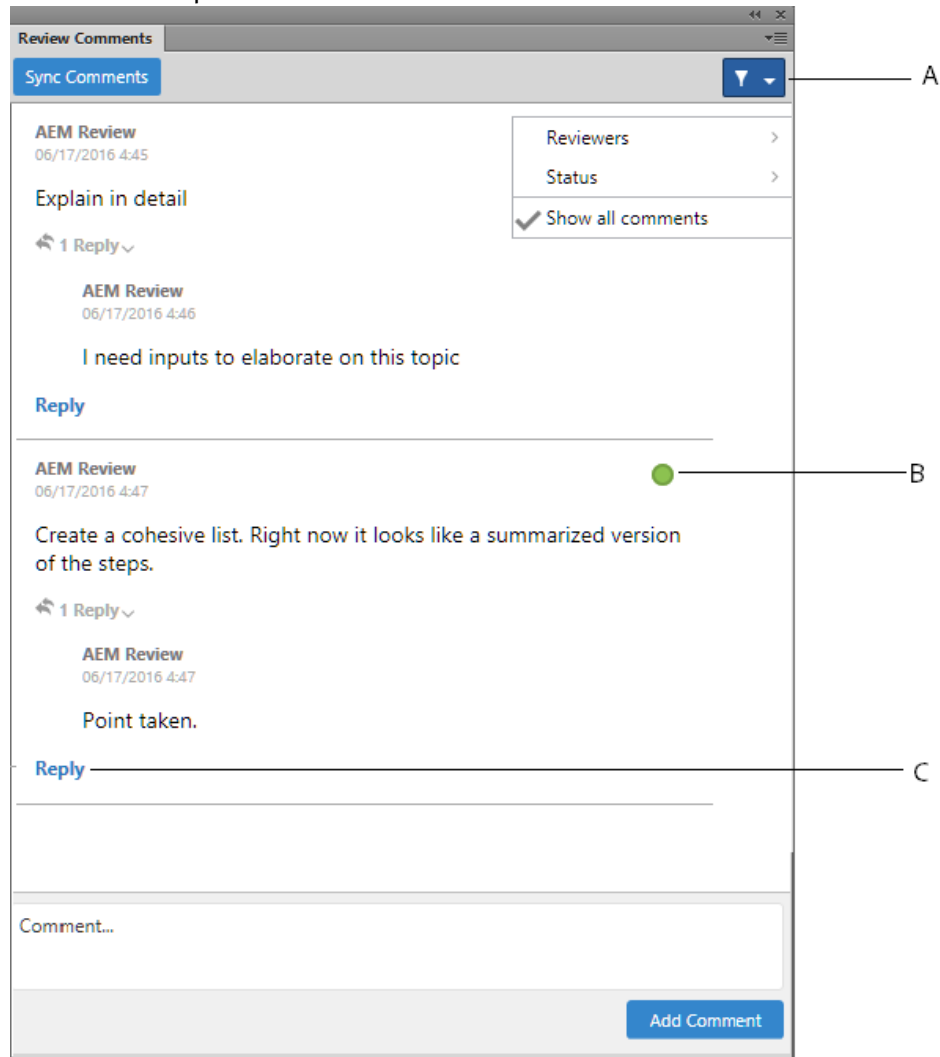 Review Comments
Sync Comments
A
AEM Review
06/17/2016 4:45
Reviewers
Status
Show all comments
Explain in detail
1 Reply
AEM Review
06/17/2016 4:46
I need inputs to elaborate on this topic
Reply
AEM Review
06/17/2016 4:47
B
Create a cohesive list. Right now it looks like a summarized version
of the steps.
1 Reply
AEM Review
06/17/2016 4:47
Point taken.
Reply
C
Comment...
Add Comment